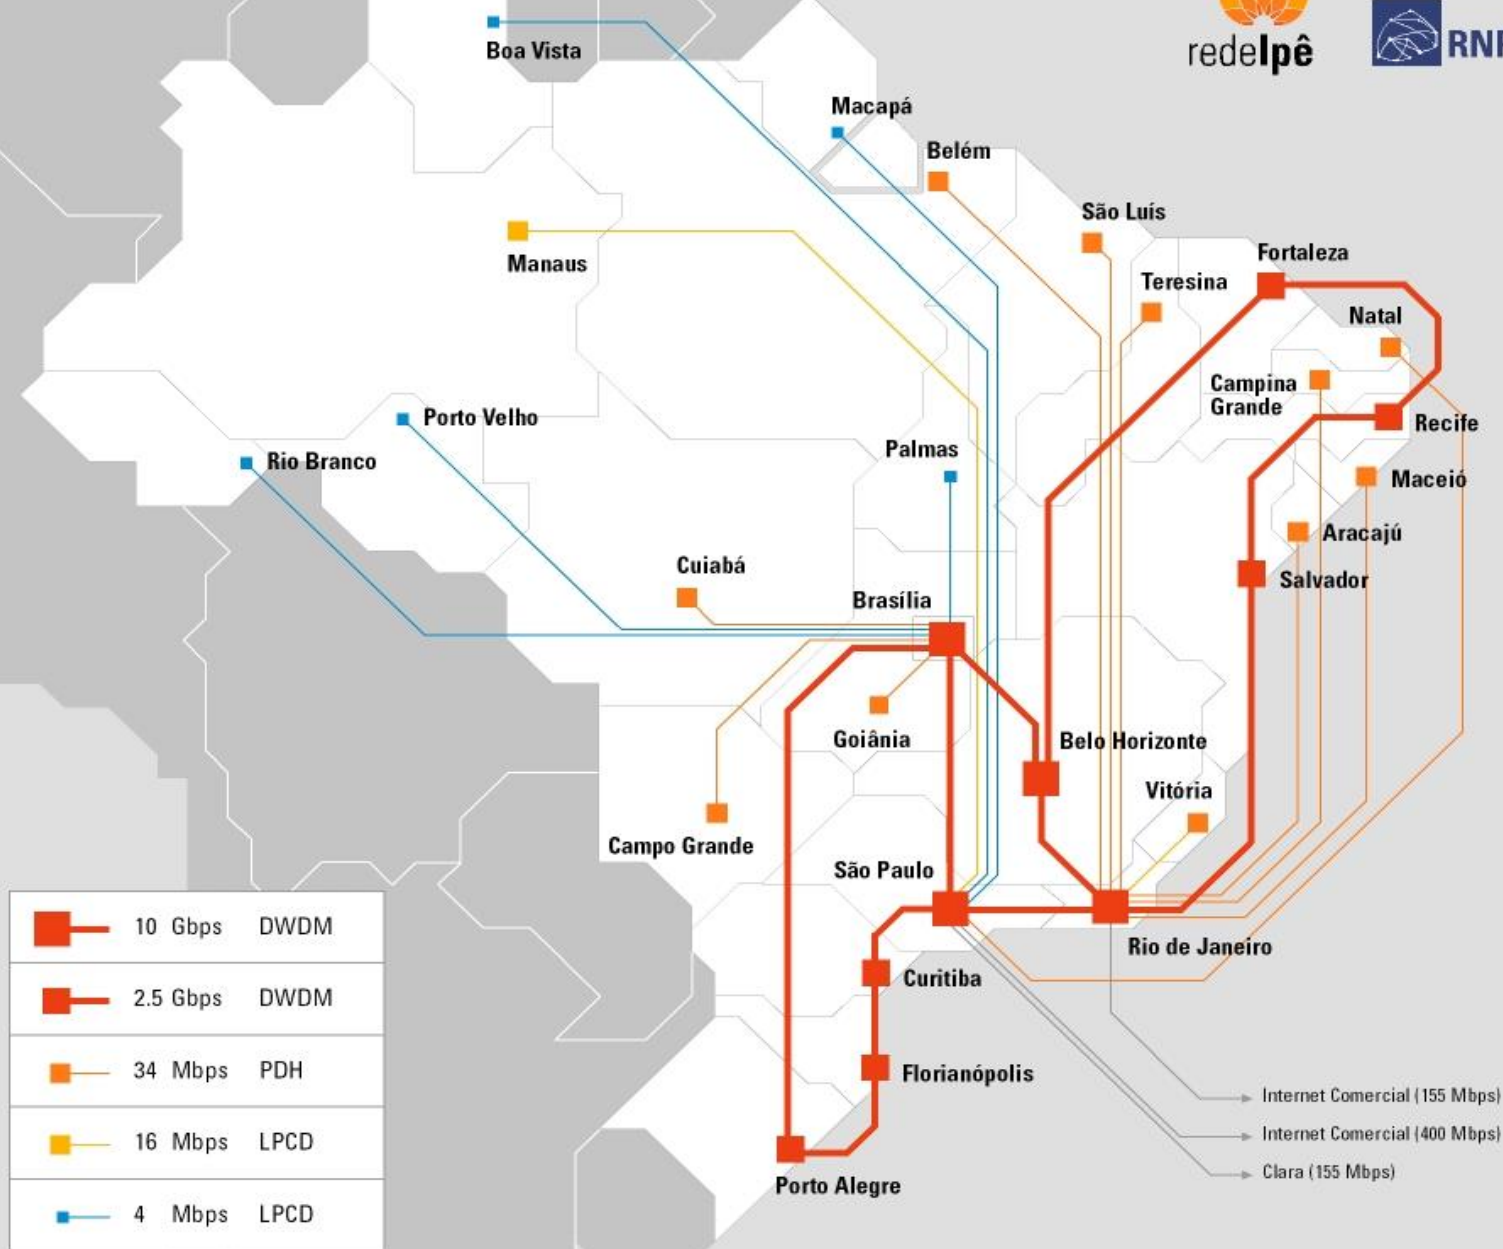 redeIpê
RNP
Boa Vista
Macapá
Belém
São Luís
Fortaleza
Manaus
Teresina
Natal
Campina
Grande
Recife
Porto Velho
Rio Branco
Palmas
Maceió
Aracajú
Cuiabá
Salvador
Brasília
Goiânia
Belo Horizonte
Vitória
Campo Grande
São Paulo
Rio de Janeiro
Curitiba
Florianópolis
Porto Alegre
10 Gbps DWDM
2.5 Gbps DWDM
34 Mbps PDH
16 Mbps LPCD
4 Mbps LPCD
Internet Comercial (155 Mbps)
Internet Comercial (400 Mbps)
Clara (155 Mbps)